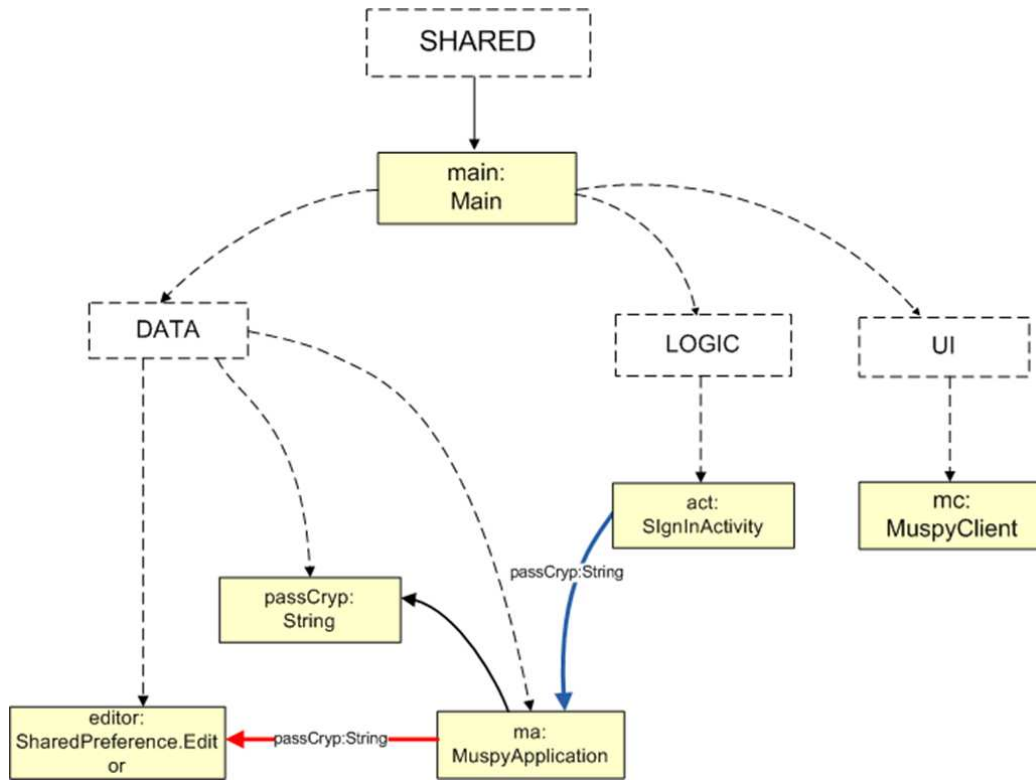 SHARED
main:
Main
DATA
LOGIC
UI
act:
SIgnInActivity
mc:
MuspyClient
passCryp:String
passCryp:
String
editor:
SharedPreference.Edit
or
passCryp:String
ma:
MuspyApplication